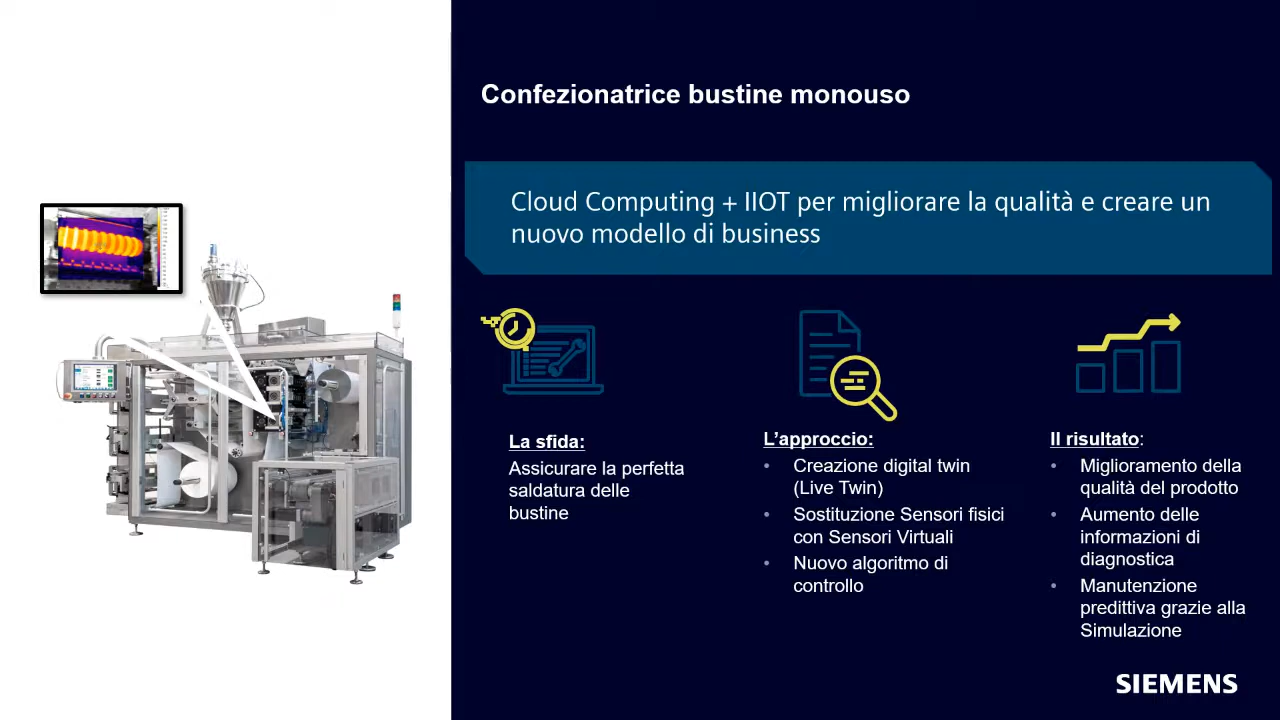 Confezionatrice bustine monouso
Cloud Computing + IIOT per migliorare la qualità e creare un
nuovo modello di business
La sfida:
Assicurare la perfetta
saldatura delle
bustine
L’approccio:
• Creazione digital twin
(Live Twin)
• Sostituzione Sensori fisici
con Sensori Virtuali
• Nuovo algoritmo di
controllo
Il risultato:
• Miglioramento della
qualità del prodotto
• Aumento delle
informazioni di
diagnostica
• Manutenzione
predittiva grazie alla
Simulazione
SIEMENS